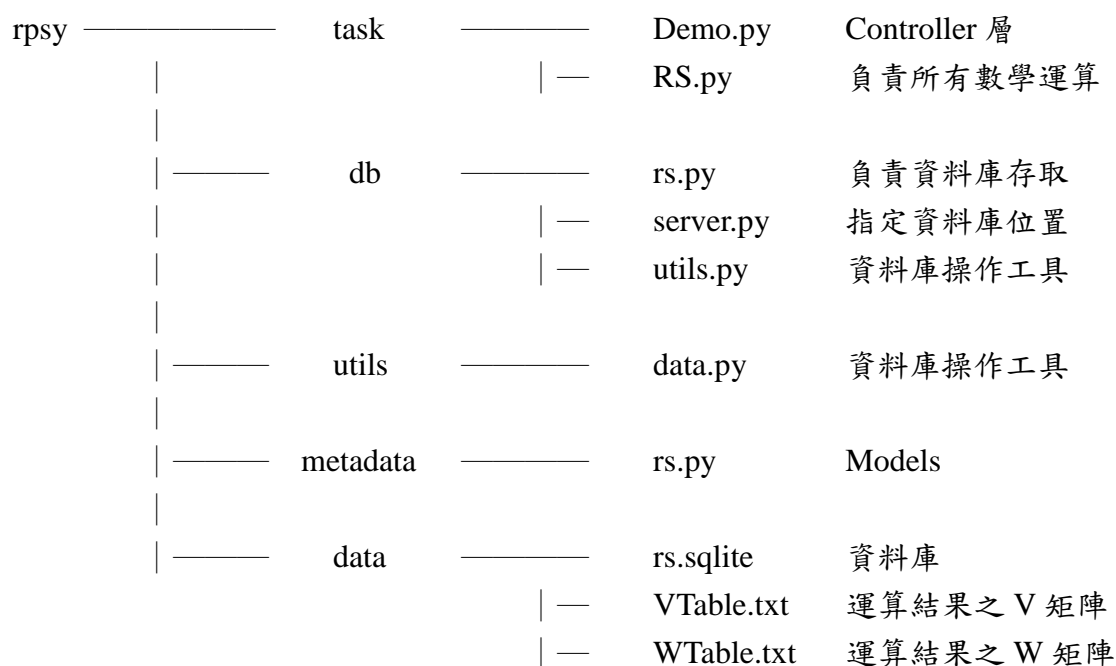 rpsy task Demo.py Controller 層
RS.py 負責所有數學運算
db rs.py 負責資料庫存取
server.py 指定資料庫位置
utils.py 資料庫操作工具
utils data.py 資料庫操作工具
metadata rs.py Models
data rs.sqlite 資料庫
VTable.txt 運算結果之 V 矩陣
WTable.txt 運算結果之 W 矩陣